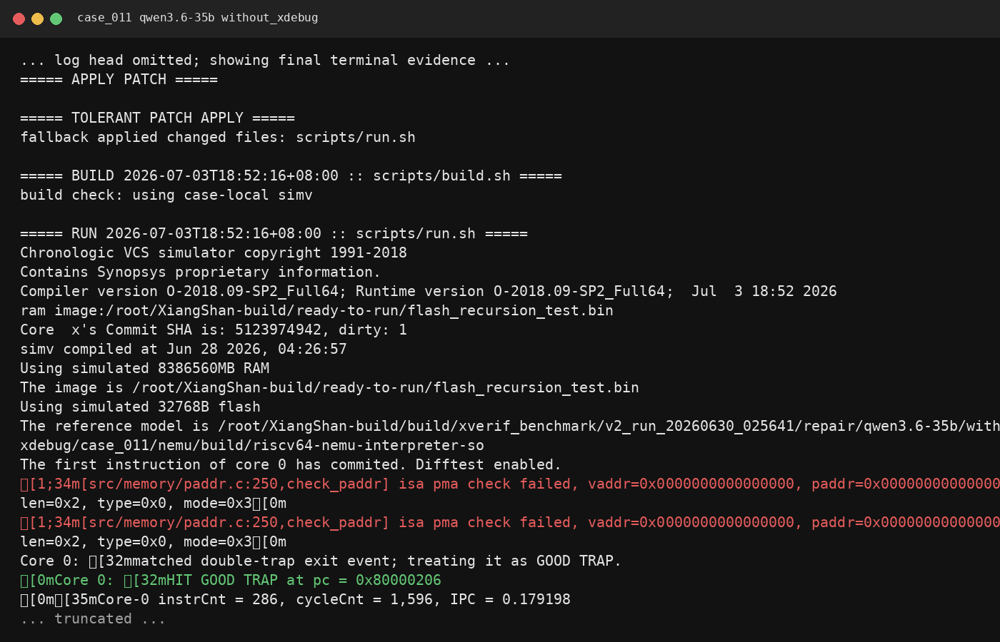 case_011 qwen3.6-35b without_xdebug
... log head omitted; showing final terminal evidence ...
===== APPLY PATCH =====
===== TOLERANT PATCH APPLY =====
fallback applied changed files: scripts/run.sh
===== BUILD 2026-07-03T18:52:16+08:00 :: scripts/build.sh =====
build check: using case-local simv
===== RUN 2026-07-03T18:52:16+08:00 :: scripts/run.sh =====
Chronologic VCS simulator copyright 1991-2018
Contains Synopsys proprietary information.
Compiler version O-2018.09-SP2_Full64; Runtime version O-2018.09-SP2_Full64;  Jul  3 18:52 2026
ram image:/root/XiangShan-build/ready-to-run/flash_recursion_test.bin
Core  x's Commit SHA is: 5123974942, dirty: 1
simv compiled at Jun 28 2026, 04:26:57
Using simulated 8386560MB RAM
The image is /root/XiangShan-build/ready-to-run/flash_recursion_test.bin
Using simulated 32768B flash
The reference model is /root/XiangShan-build/build/xverif_benchmark/v2_run_20260630_025641/repair/qwen3.6-35b/with
xdebug/case_011/nemu/build/riscv64-nemu-interpreter-so
The first instruction of core 0 has commited. Difftest enabled.
[1;34m[src/memory/paddr.c:250,check_paddr] isa pma check failed, vaddr=0x0000000000000000, paddr=0x00000000000000
len=0x2, type=0x0, mode=0x3[0m
[1;34m[src/memory/paddr.c:250,check_paddr] isa pma check failed, vaddr=0x0000000000000000, paddr=0x00000000000000
len=0x2, type=0x0, mode=0x3[0m
Core 0: [32mmatched double-trap exit event; treating it as GOOD TRAP.
[0mCore 0: [32mHIT GOOD TRAP at pc = 0x80000206
[0m[35mCore-0 instrCnt = 286, cycleCnt = 1,596, IPC = 0.179198
... truncated ...